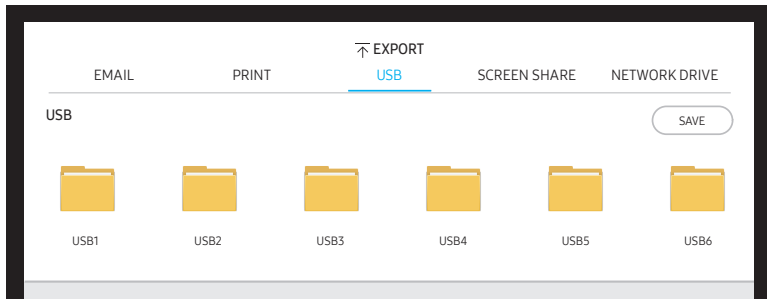 EXPORT
EMAIL PRINT USB SCREEN SHARE NETWORK DRIVE
USB SAVE
USB1 USB2 USB3 USB4 USB5 USB6